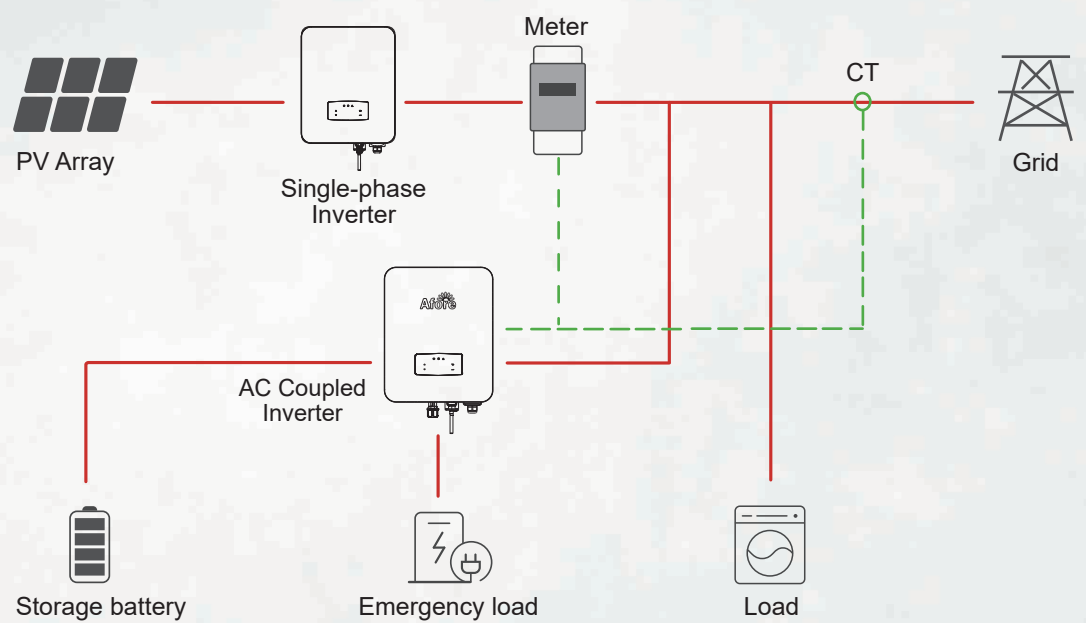 Meter
CT
PV Array
Grid
Single-phase
Inverter
Afore
AC Coupled
Inverter
Storage battery
Emergency load
Load